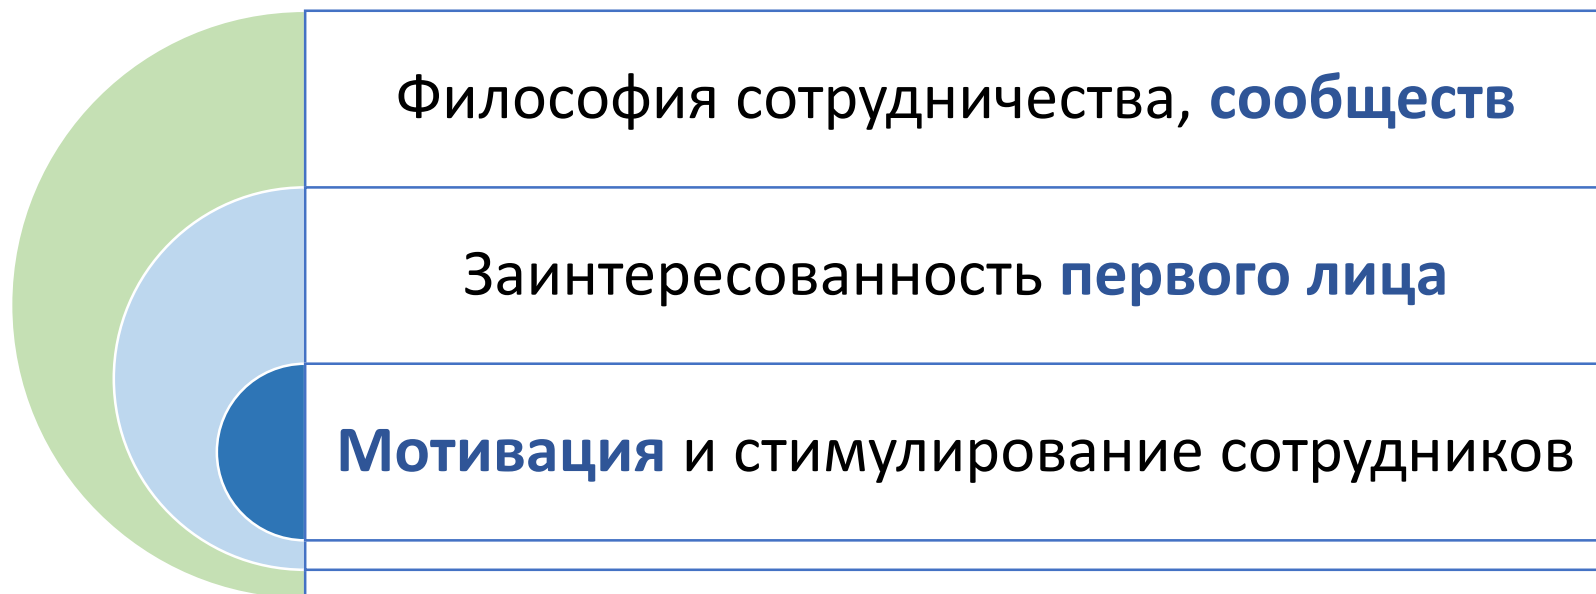 Философия сотрудничества, сообществ
Заинтересованность первого лица
Мотивация и стимулирование сотрудников